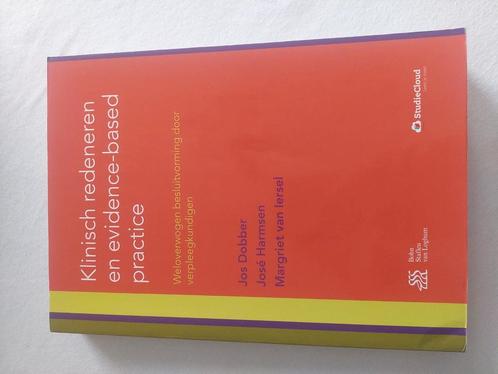 Klinisch redeneren
en evidence-based
practice
Weloverwogen besluitvorming door
verpleegkundigen
Jos Dobber
José Harmsen
Margriet van Iersel
Bohn
Stafleu
van Loghum
StudieCloud